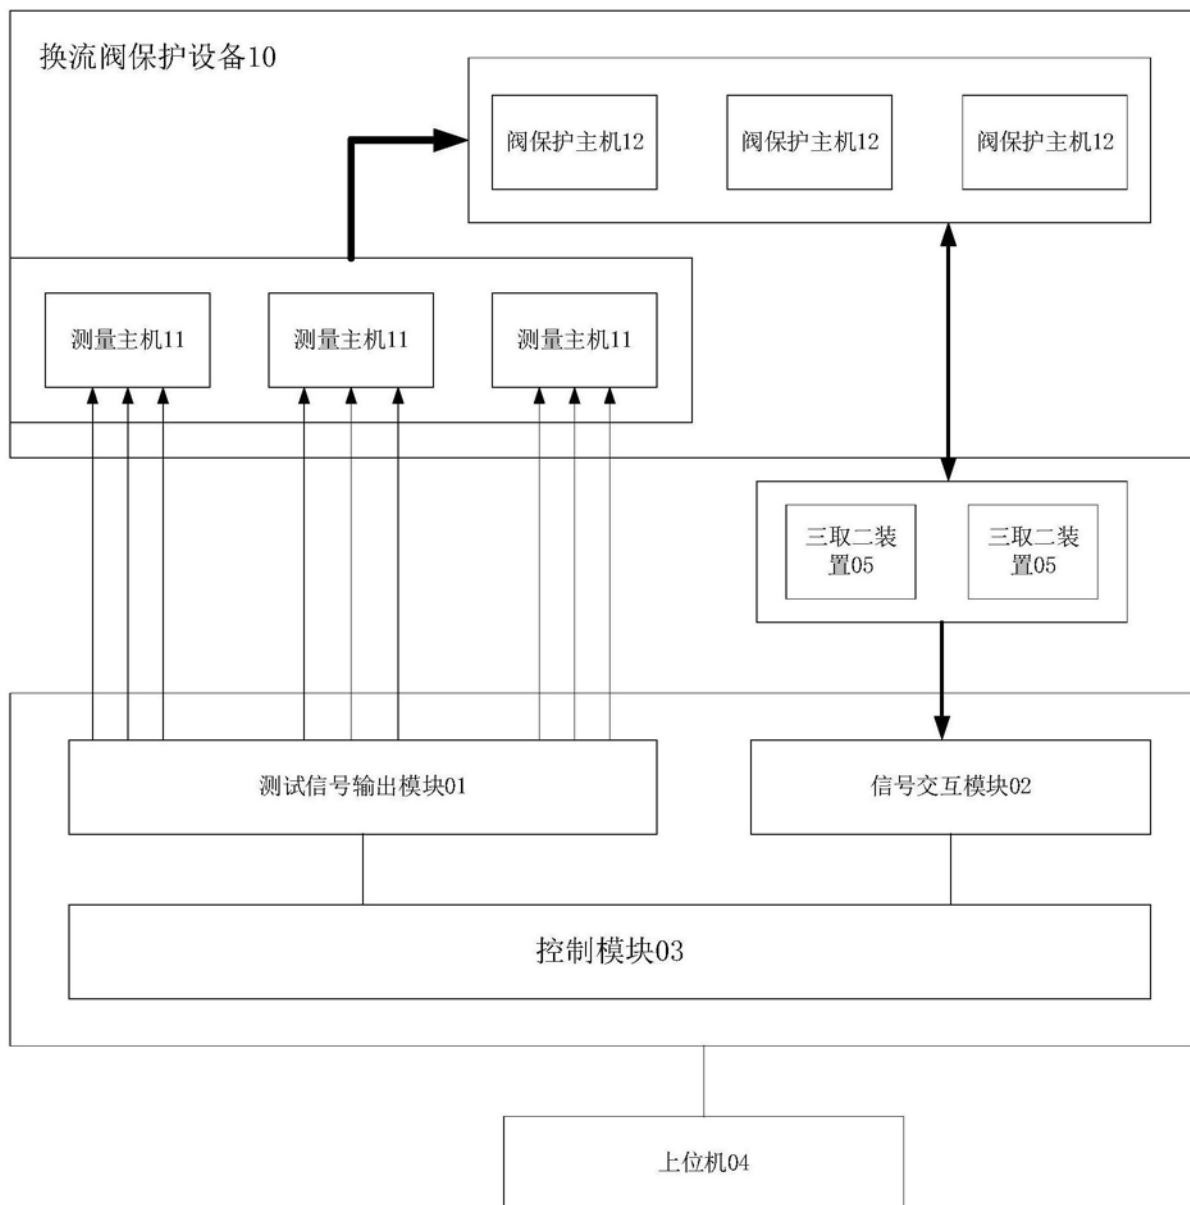 换流阀保护设备10
阀保护主机12
阀保护主机12
阀保护主机12
测量主机11
测量主机11
测量主机11
三取二装
置05
三取二装
置05
测试信号输出模块01
信号交互模块02
控制模块03
上位机04